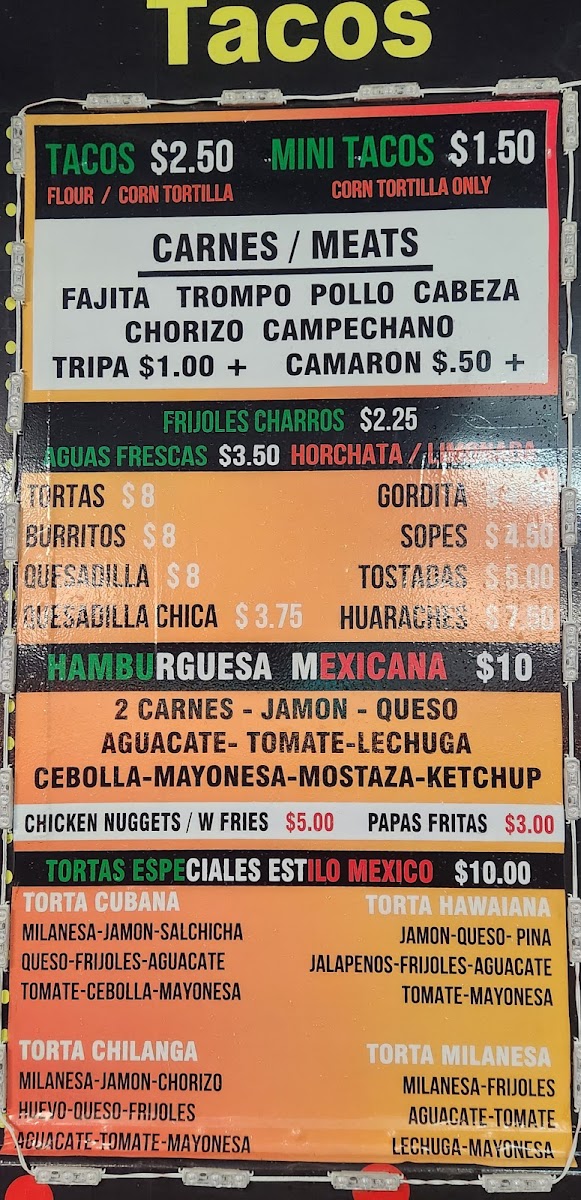 Tacos
TACOS $2.50 MINI TACOS $1.50
FLOUR / CORN TORTILLA CORN TORTILLA ONLY
CARNES / MEATS
FAJITA TROMPO POLLO CABEZA
CHORIZO CAMPECHANO
TRIPA $1.00 + CAMARON $.50 +
FRIJOLES CHARROS $2.25
AGUAS FRESCAS $3.50 HORCHATA / LIMONADA
TORTAS $8 GORDITA
BURRITOS $8 SOPES $4.50
QUESADILLA $8 TOSTADAS $5.00
QUESADILLA CHICA $3.75 HUARACHES $7.50
HAMBURGUESA MEXICANA $10
2 CARNES - JAMON - QUESO
AGUACATE- TOMATE-LECHUGA
CEBOLLA-MAYONESA-MOSTAZA-KETCHUP
CHICKEN NUGGETS / W FRIES $5.00 PAPAS FRITAS $3.00
TORTAS ESPECIALES ESTILO MEXICO $10.00
TORTA CUBANA
MILANESA-JAMON-SALCHICHA
QUESO-FRIJOLES-AGUACATE
TOMATE-CEBOLLA-MAYONESA
TORTA HAWAIANA
JAMON-QUESO- PINA
JALAPENOS-FRIJOLES-AGUACATE
TOMATE-MAYONESA
TORTA CHILANGA
MILANESA-JAMON-CHORIZO
HUEVO-QUESO-FRIJOLES
AGUACATE-TOMATE-MAYONESA
TORTA MILANESA
MILANESA-FRIJOLES
AGUACATE-TOMATE
LECHUGA-MAYONESA